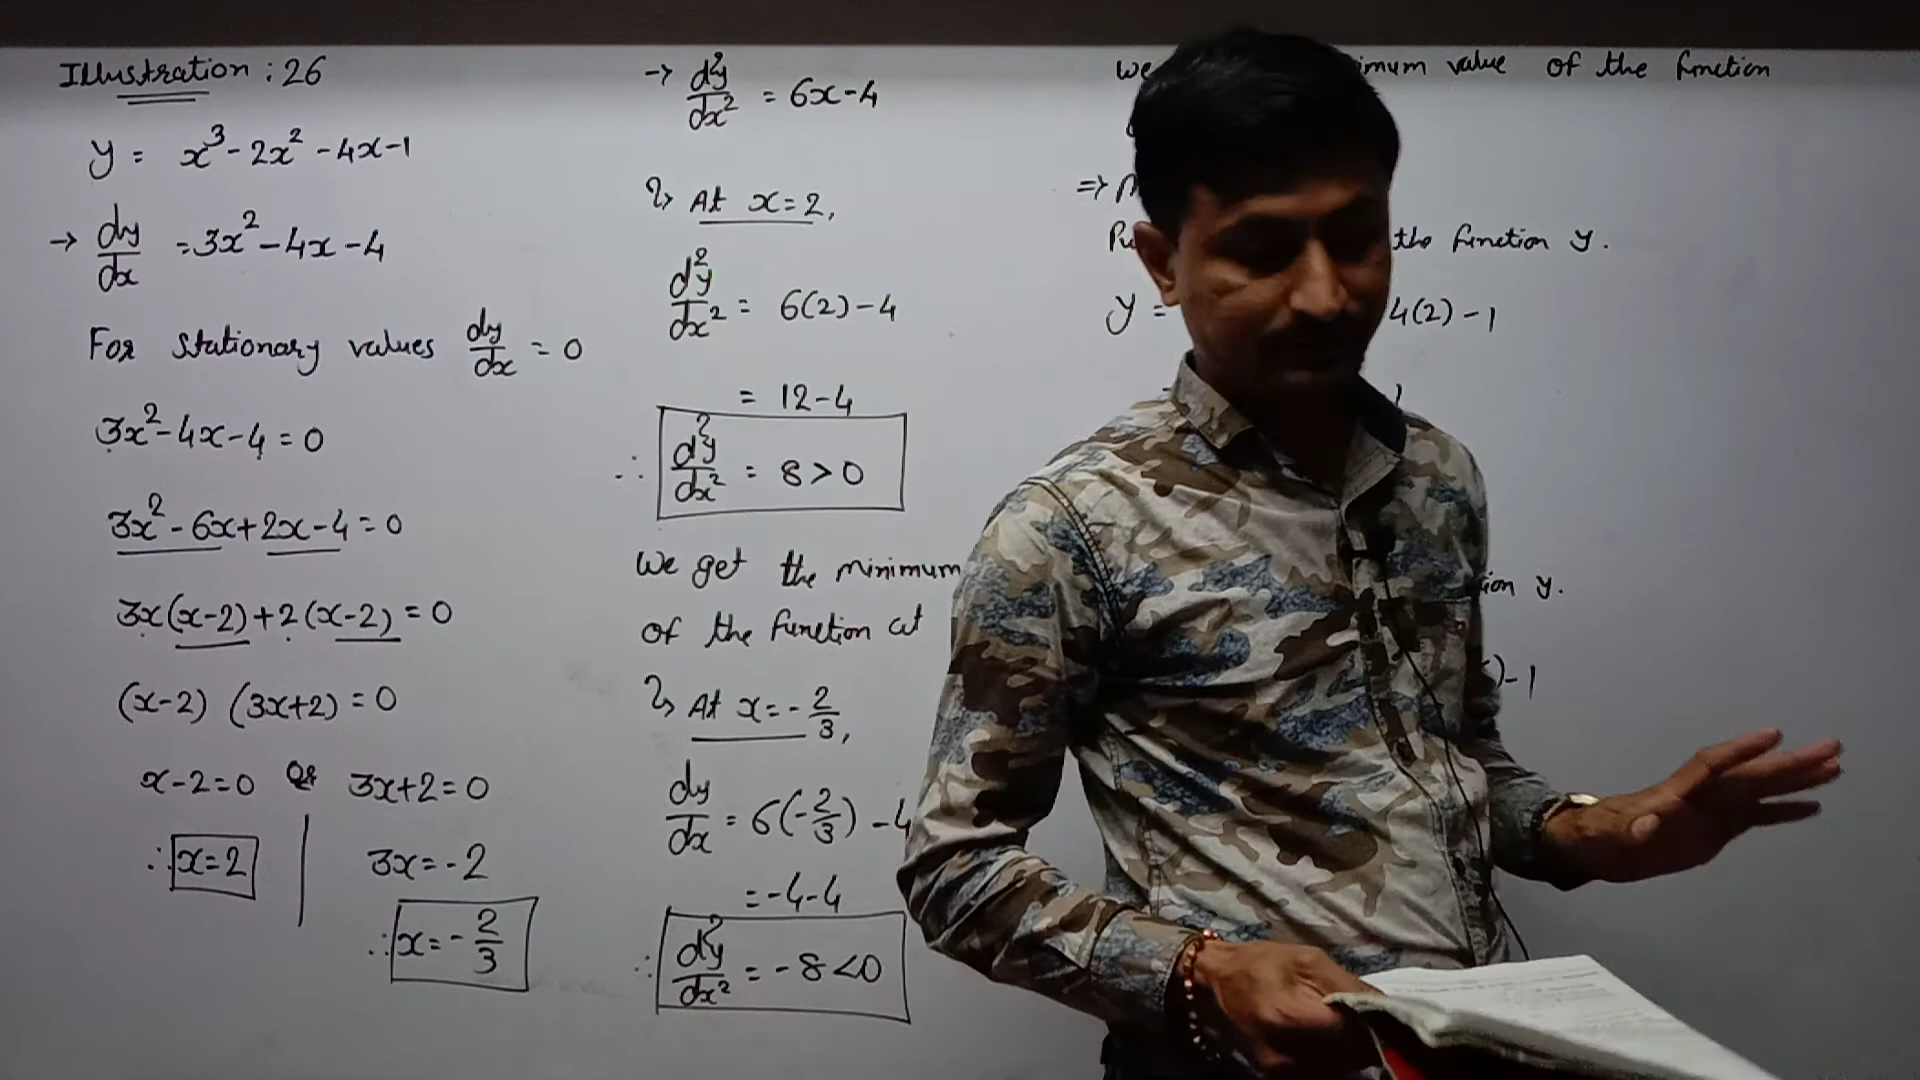 Illustration : 26
y = x³ - 2x² - 4x - 1
→ dy/dx = 3x² - 4x - 4
For stationary values dy/dx = 0
3x² - 4x - 4 = 0
3x² - 6x + 2x - 4 = 0
3x(x-2) + 2(x-2) = 0
(x-2) (3x+2) = 0
x-2=0 OR 3x+2=0
∴ x=2
3x = -2
∴ x = -2/3
→ d²y/dx² = 6x - 4
At x=2,
d²y/dx² = 6(2) - 4
= 12 - 4
∴ d²y/dx² = 8 > 0
We get the minimum
of the function at
At x = -2/3,
dy/dx = 6(-2/3) - 4
= -4-4
∴ d²y/dx² = -8 < 0
We value of the function
⇒
the function y.
y = 4(2) - 1
y.
) - 1